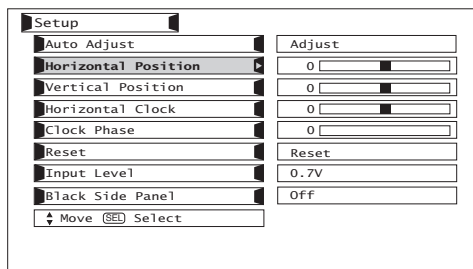 Setup
Auto Adjust Adjust
Horizontal Position 0
Vertical Position 0
Horizontal Clock 0
Clock Phase 0
Reset Reset
Input Level 0.7V
Black Side Panel Off
Move SEL Select